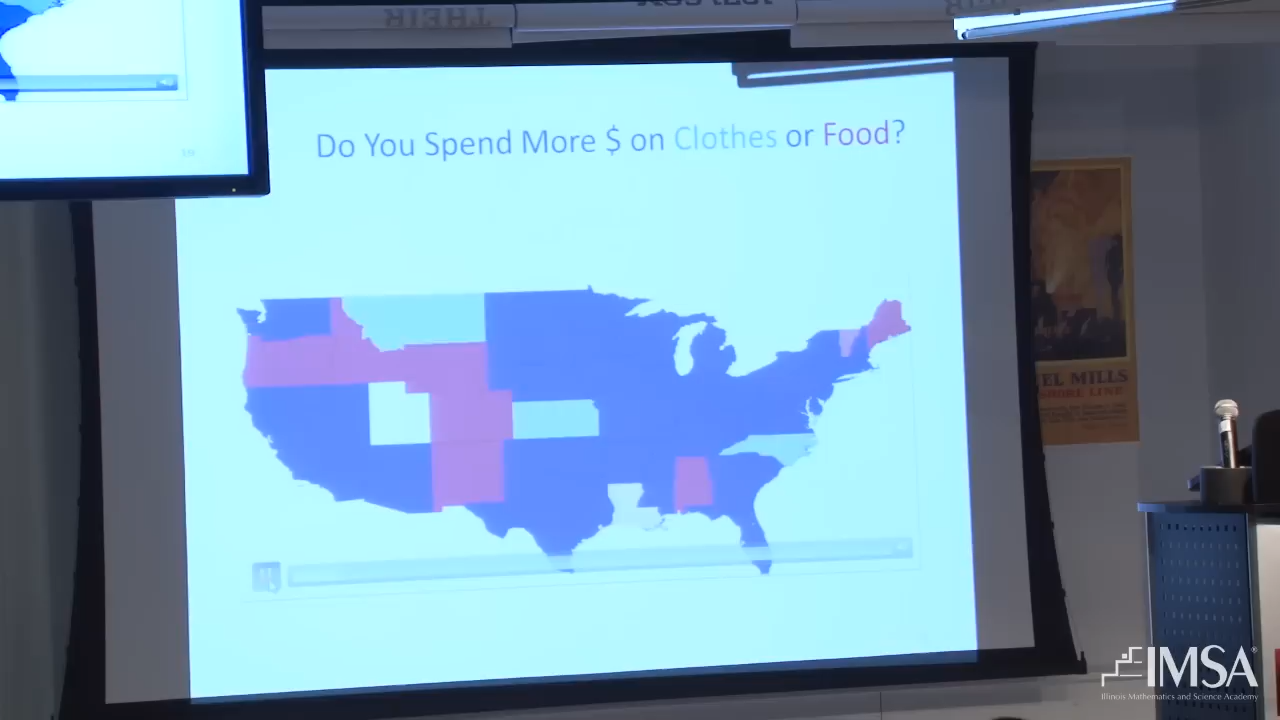 THEIR
Do You Spend More $ on Clothes or Food?
19
EL MILLS
SHORE LINE
IMSA
Illinois Mathematics and Science Academy